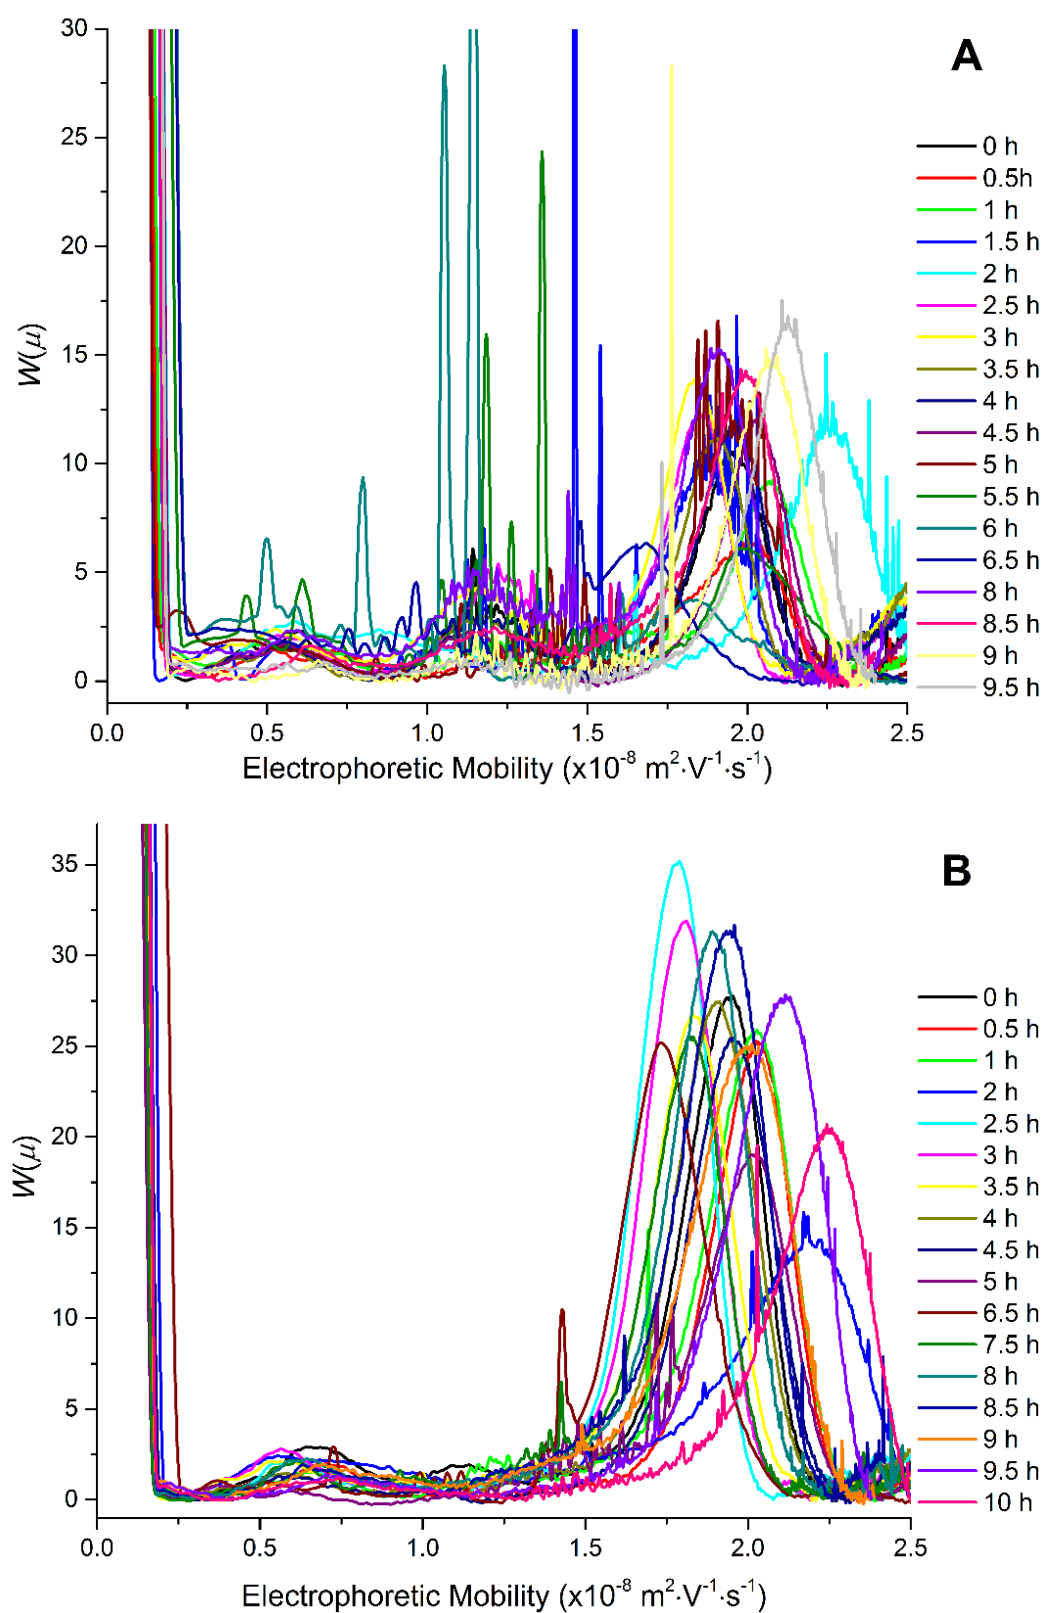 A
30
25
20
15
10
5
0
W(μ)
0.0 0.5 1.0 1.5 2.0 2.5
Electrophoretic Mobility (x10⁻⁸ m²·V⁻¹·s⁻¹)
0 h
0.5h
1 h
1.5 h
2 h
2.5 h
3 h
3.5 h
4 h
4.5 h
5 h
5.5 h
6 h
6.5 h
8 h
8.5 h
9 h
9.5 h
B
35
30
25
20
15
10
5
0
W(μ)
0.0 0.5 1.0 1.5 2.0 2.5
Electrophoretic Mobility (x10⁻⁸ m²·V⁻¹·s⁻¹)
0 h
0.5 h
1 h
2 h
2.5 h
3 h
3.5 h
4 h
4.5 h
5 h
6.5 h
7.5 h
8 h
8.5 h
9 h
9.5 h
10 h